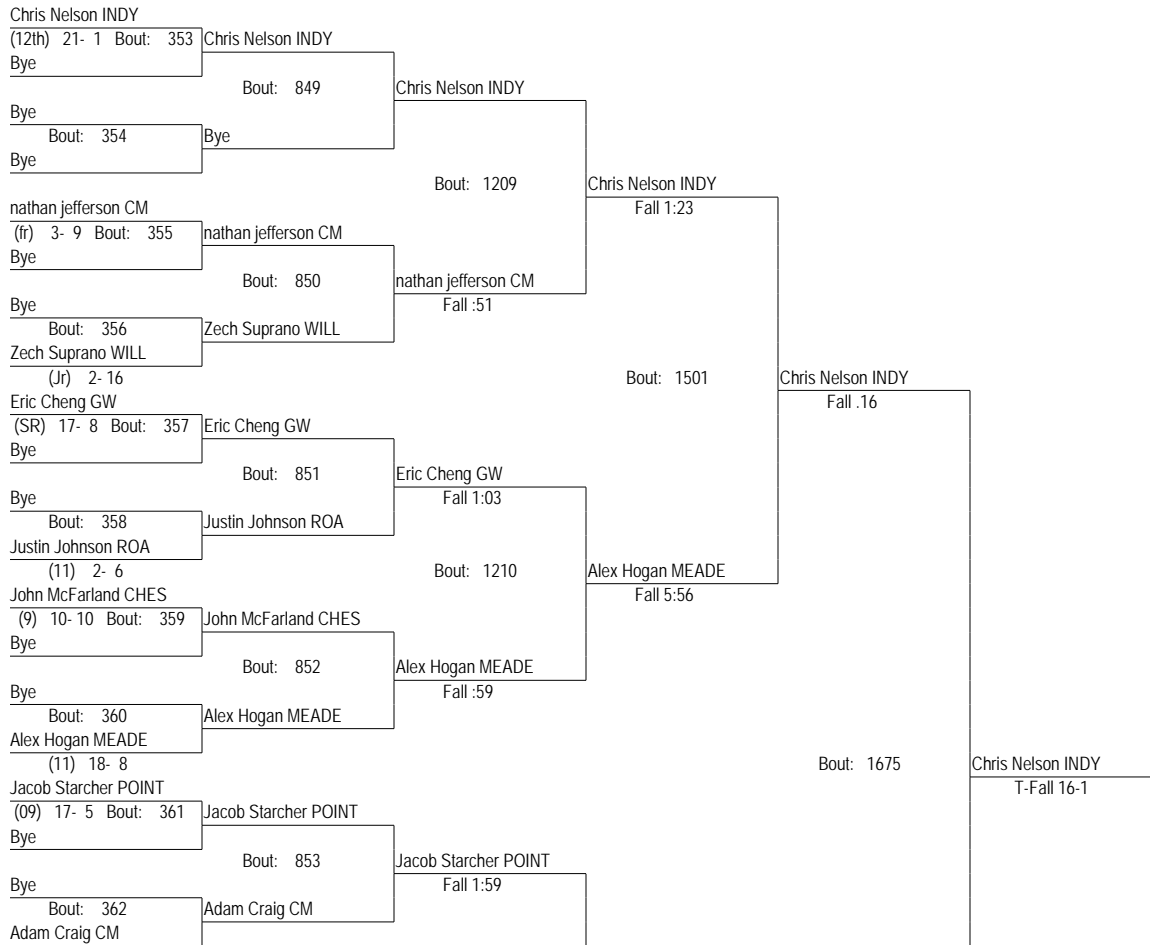 Chris Nelson INDY
(12th) 21- 1 Bout: 353 Chris Nelson INDY
Bye
Bout: 849 Chris Nelson INDY
Bye
Bout: 354 Bye
Bye
Bout: 1209 Chris Nelson INDY
nathan jefferson CM Fall 1:23
(fr) 3- 9 Bout: 355 nathan jefferson CM
Bye
Bout: 850 nathan jefferson CM
Bye Fall :51
Bout: 356 Zech Suprano WILL
Zech Suprano WILL
(Jr) 2- 16 Bout: 1501 Chris Nelson INDY
Eric Cheng GW Fall .16
(SR) 17- 8 Bout: 357 Eric Cheng GW
Bye
Bout: 851 Eric Cheng GW
Bye Fall 1:03
Bout: 358 Justin Johnson ROA
Justin Johnson ROA
(11) 2- 6 Bout: 1210 Alex Hogan MEADE
John McFarland CHES Fall 5:56
(9) 10- 10 Bout: 359 John McFarland CHES
Bye
Bout: 852 Alex Hogan MEADE
Bye Fall :59
Bout: 360 Alex Hogan MEADE
Alex Hogan MEADE
(11) 18- 8 Bout: 1675 Chris Nelson INDY
Jacob Starcher POINT T-Fall 16-1
(09) 17- 5 Bout: 361 Jacob Starcher POINT
Bye
Bout: 853 Jacob Starcher POINT
Bye Fall 1:59
Bout: 362 Adam Craig CM
Adam Craig CM